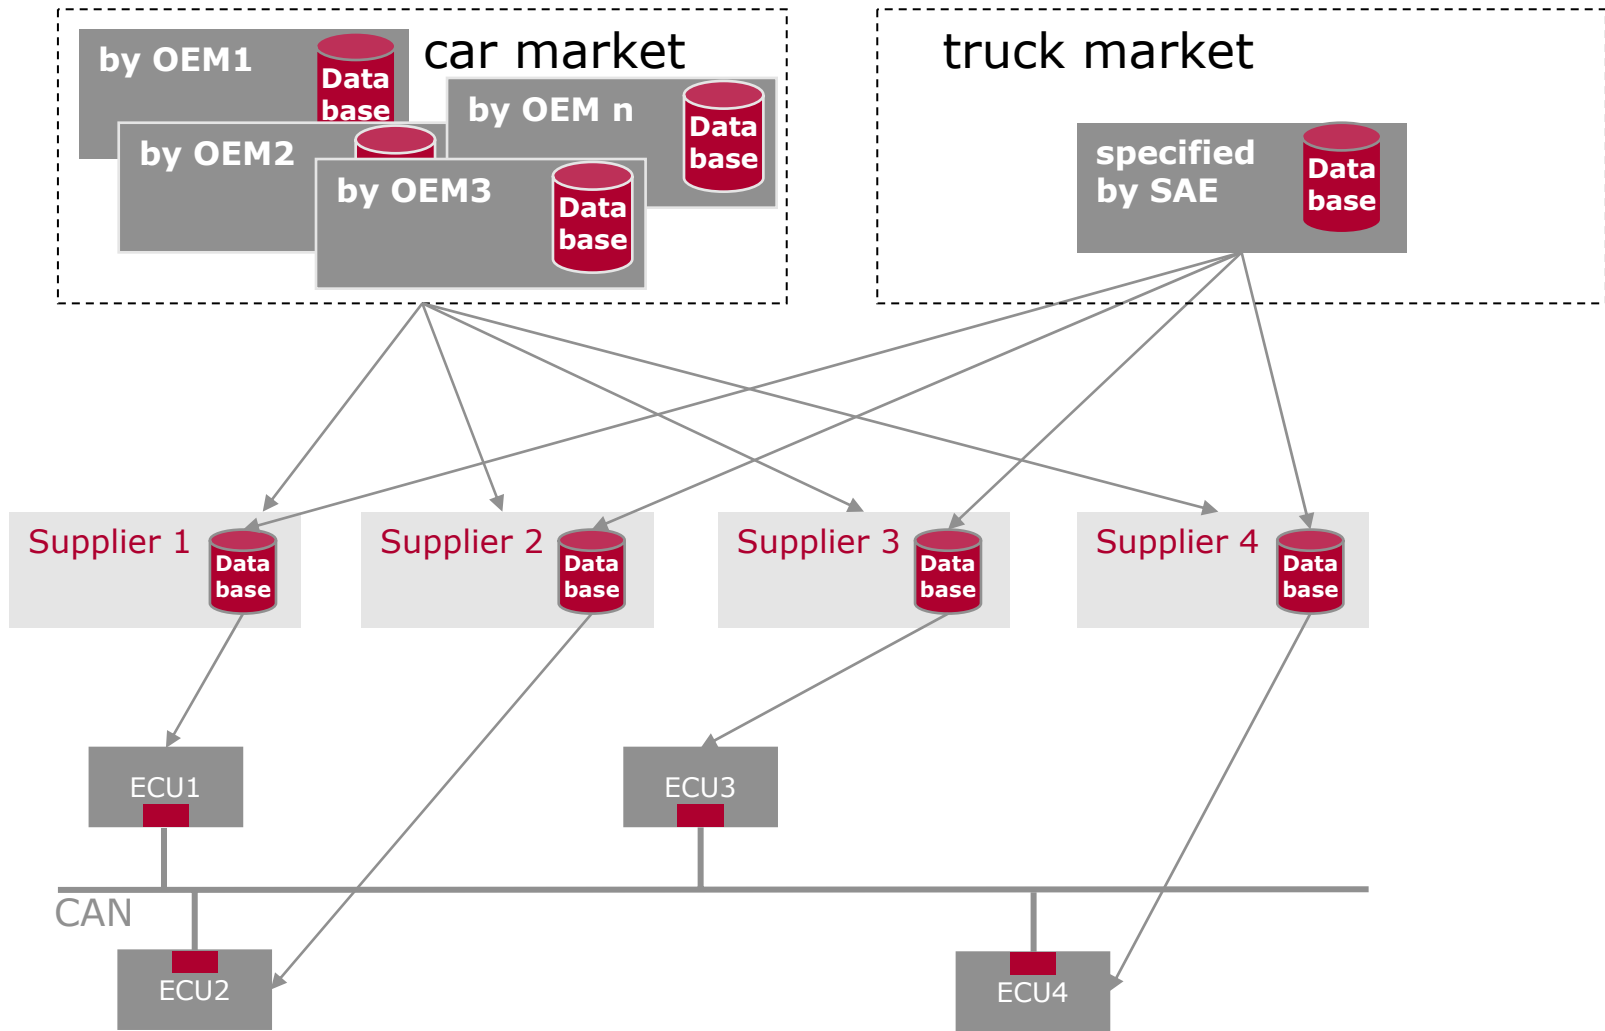 car market
by OEM1
Data
base
by OEM n
Data
base
by OEM2
by OEM3
Data
base
truck market
specified
by SAE
Data
base
Supplier 1
Data
base
Supplier 2
Data
base
Supplier 3
Data
base
Supplier 4
Data
base
ECU1
ECU3
CAN
ECU2
ECU4